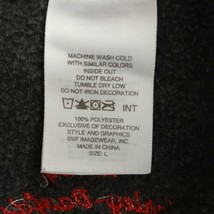 MACHINE WASH COLD
WITH SIMILAR COLORS
INSIDE OUT
DO NOT BLEACH
TUMBLE DRY LOW
DO NOT IRON DECORATION
INT
100% POLYESTER
EXCLUSIVE OF DECORATION
STYLE AND GRAPHICS
GVF IMAGEWEAR, INC.
MADE IN CHINA
SIZE: L